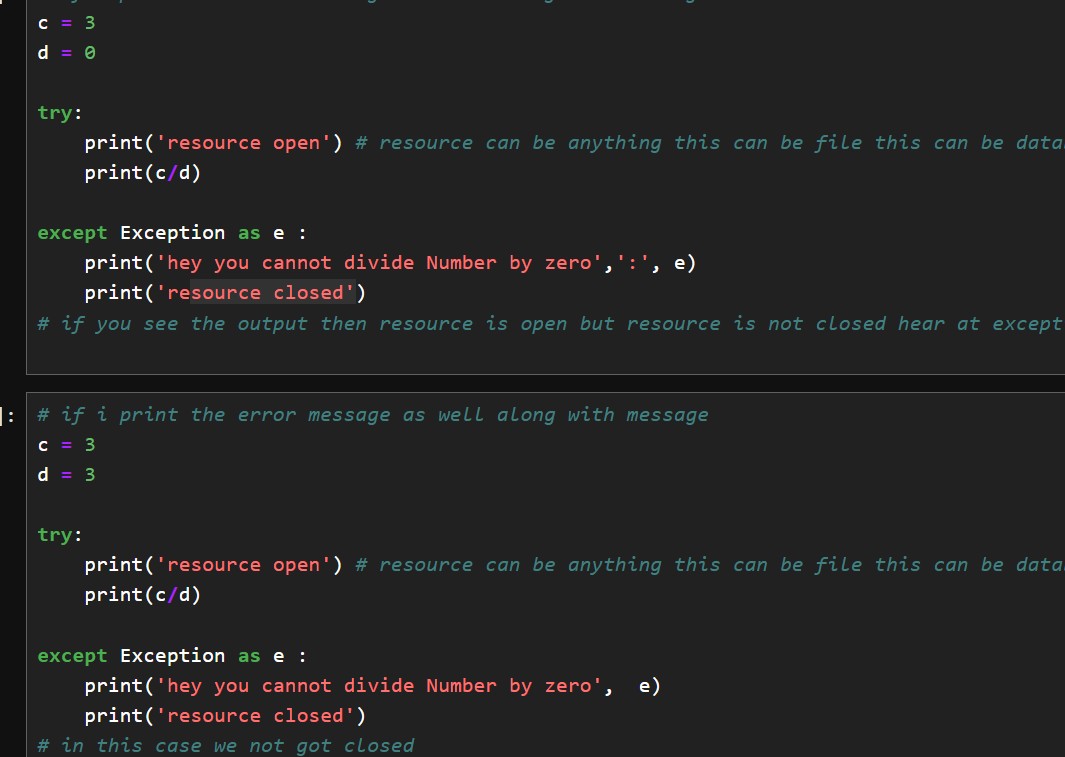 c = 3
d = 0
try:
print('resource open') # resource can be anything this can be file this can be data
print(c/d)
except Exception as e :
print('hey you cannot divide Number by zero',':', e)
print('resource closed')
# if you see the output then resource is open but resource is not closed hear at except
]: # if i print the error message as well along with message
c = 3
d = 3
try:
print('resource open') # resource can be anything this can be file this can be data
print(c/d)
except Exception as e :
print('hey you cannot divide Number by zero',  e)
print('resource closed')
# in this case we not got closed